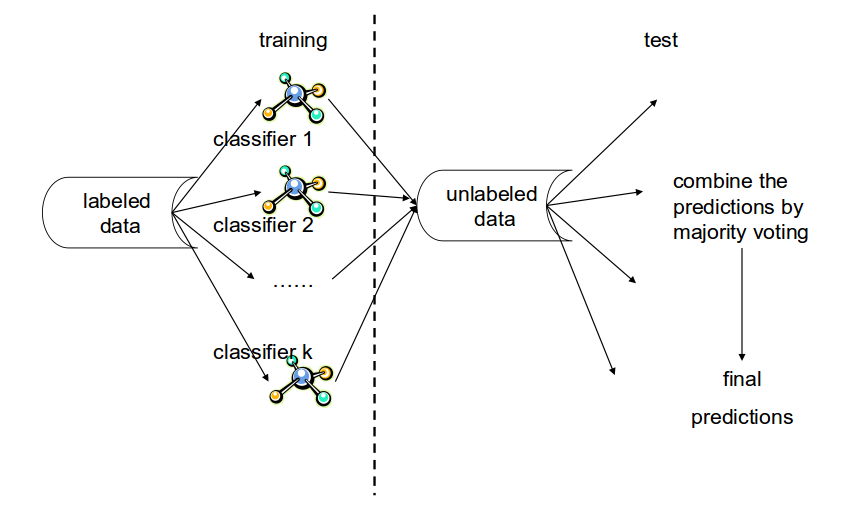 training
test
classifier 1
labeled
data
classifier 2
......
classifier k
unlabeled
data
combine the
predictions by
majority voting
final
predictions